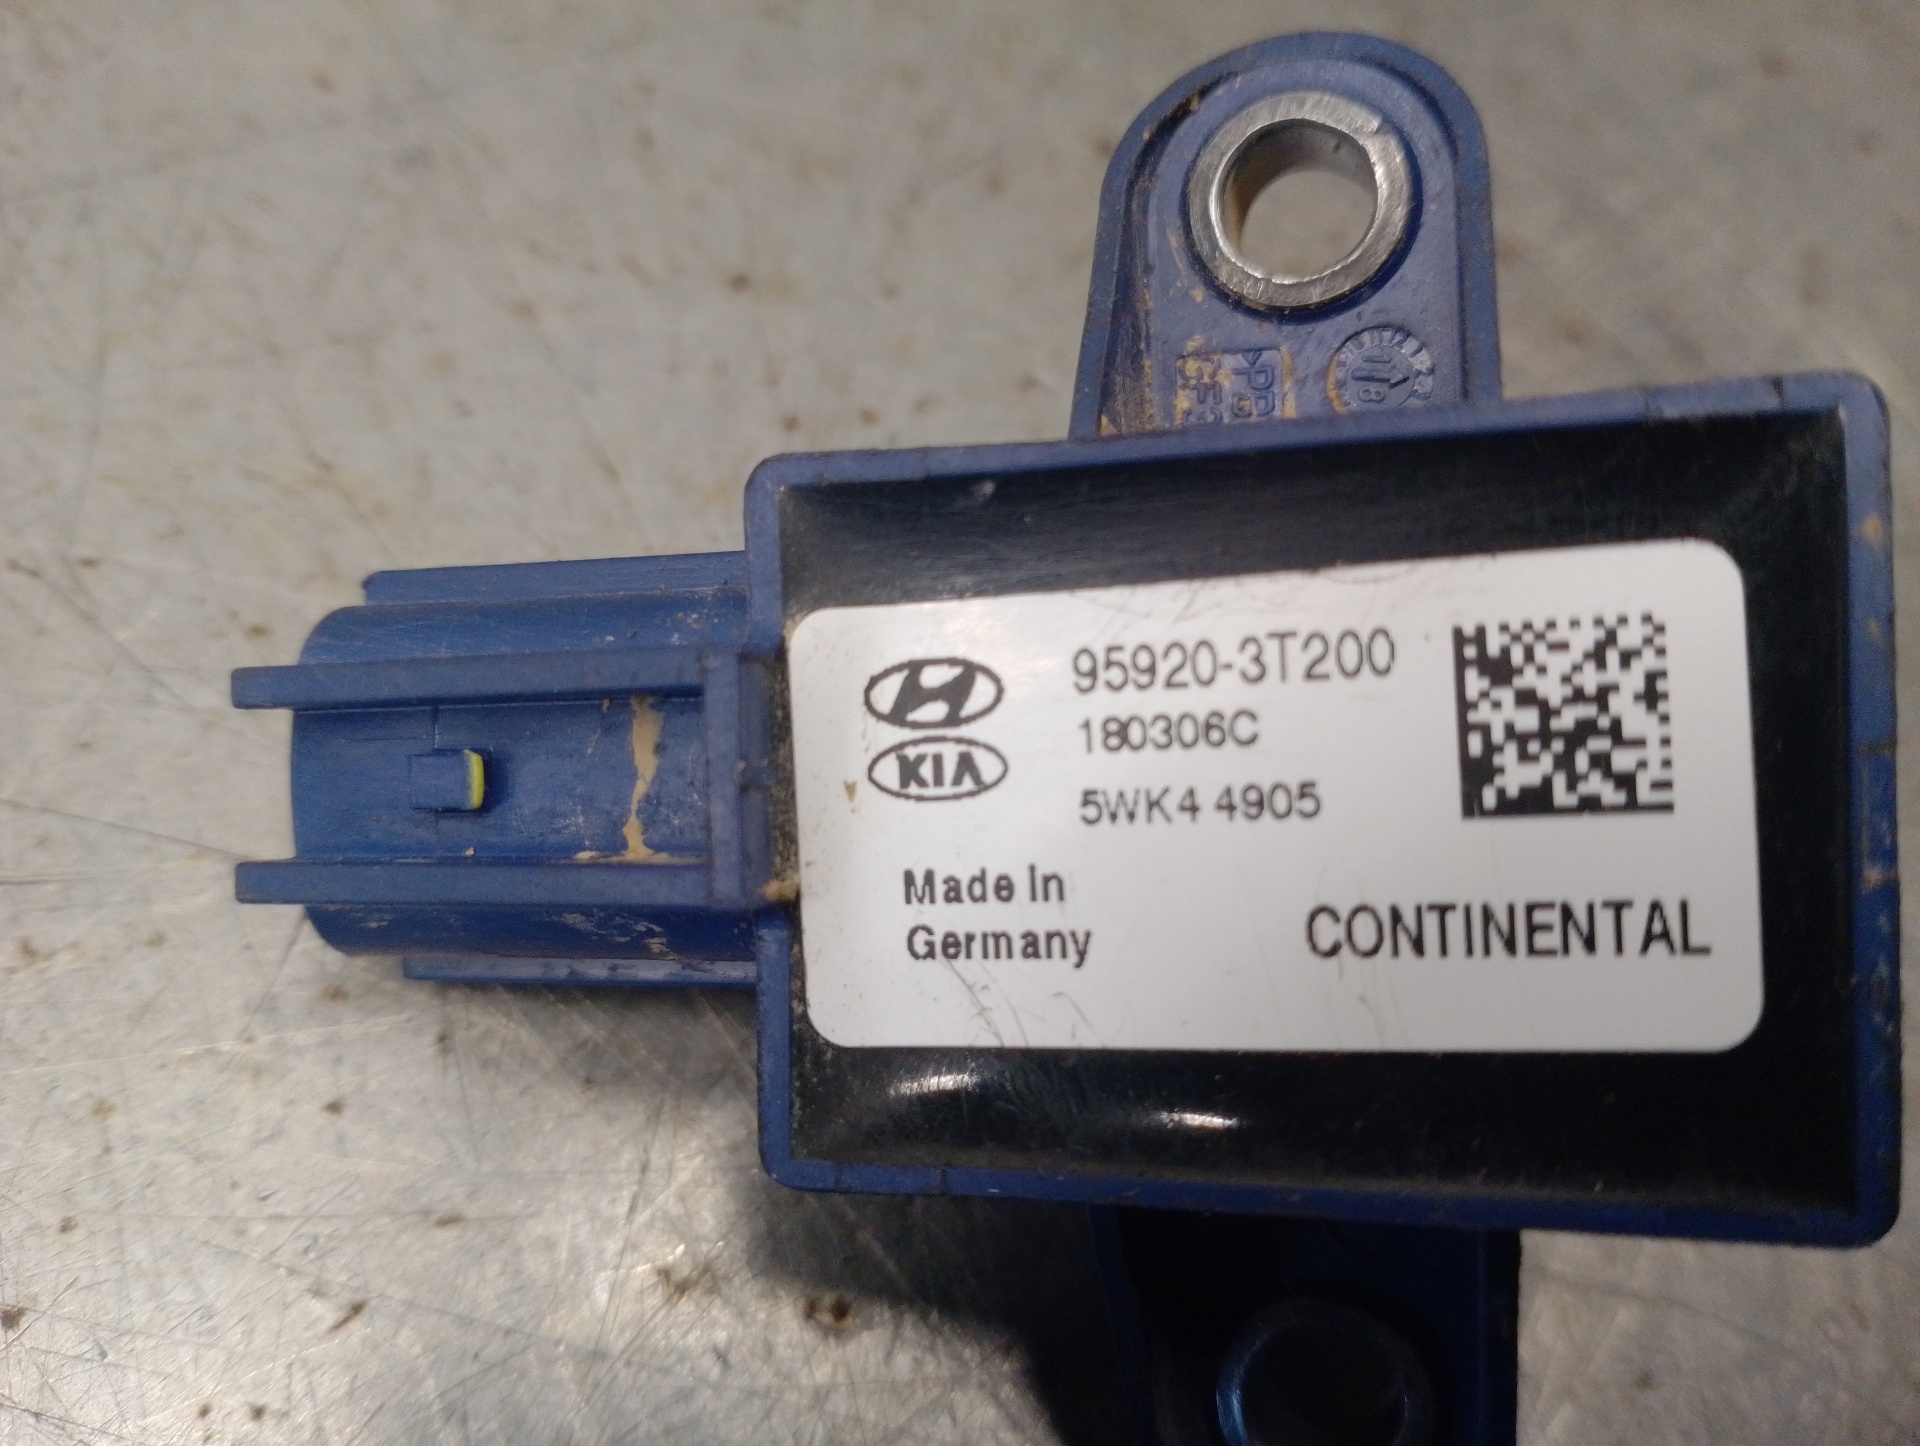 95920-3T200
180306C
KIA
5WK4 4905
Made in
Germany
CONTINENTAL